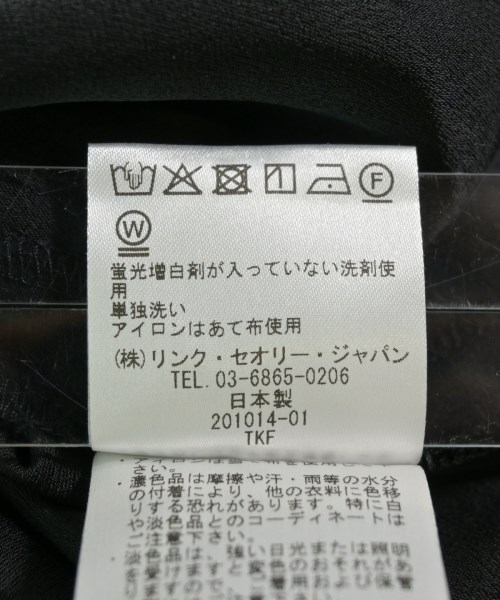 F
W
蛍光増白剤が入っていない洗剤使
用
単独洗い
アイロンはあて布使用
(株)リンク・セオリー・ジャパン
TEL. 03-6865-0206
日本製
201014-01
TKF
さい。
・濃色品は摩擦や汗・雨等の水分
の付着により、他の衣料に色移
りする恐れがあります。特に白
や淡色品とのコーディネートは